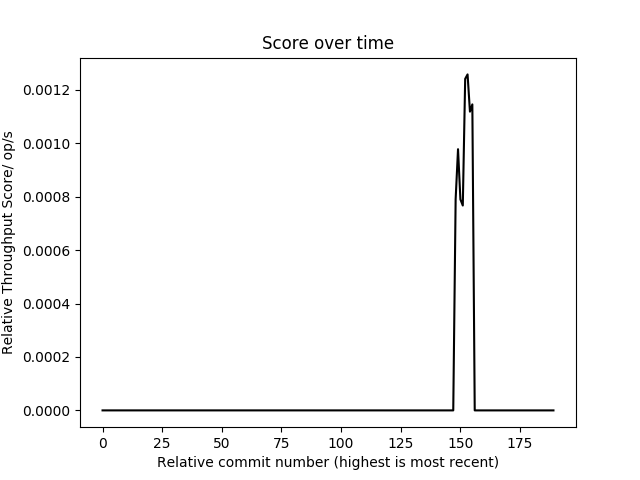 Score over time
Relative Throughput Score/ op/s
0.0012
0.0010
0.0008
0.0006
0.0004
0.0002
0.0000
0 25 50 75 100 125 150 175
Relative commit number (highest is most recent)